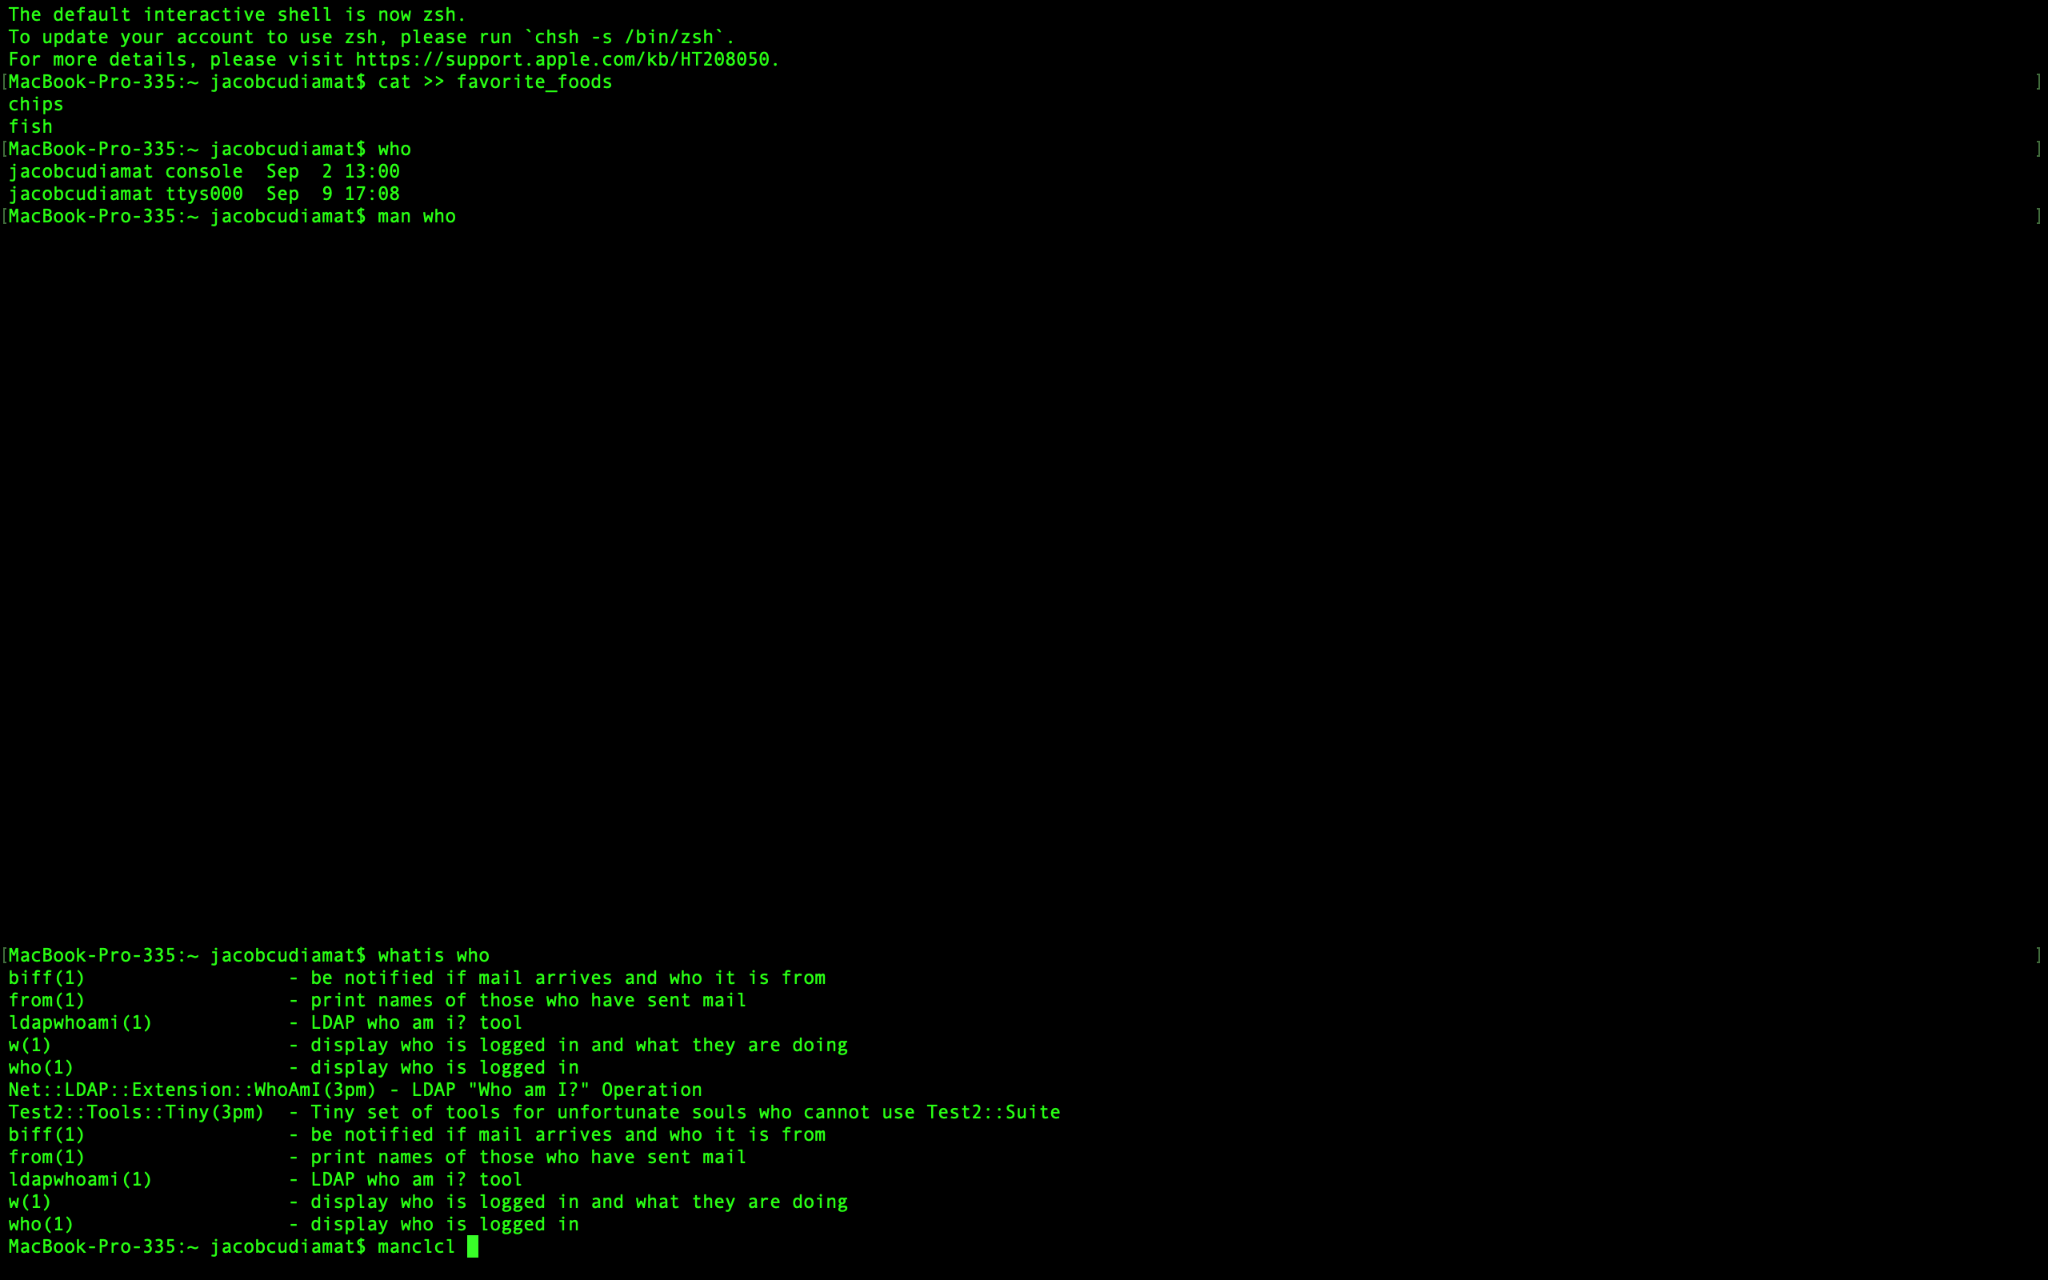 The default interactive shell is now zsh.
To update your account to use zsh, please run `chsh -s /bin/zsh`.
For more details, please visit https://support.apple.com/kb/HT208050.
[MacBook-Pro-335:~ jacobcudiamat$ cat >> favorite_foods ]
chips
fish
[MacBook-Pro-335:~ jacobcudiamat$ who ]
jacobcudiamat console  Sep  2 13:00
jacobcudiamat ttys000  Sep  9 17:08
[MacBook-Pro-335:~ jacobcudiamat$ man who ]
[MacBook-Pro-335:~ jacobcudiamat$ whatis who ]
biff(1)                  - be notified if mail arrives and who it is from
from(1)                  - print names of those who have sent mail
ldapwhoami(1)            - LDAP who am i? tool
w(1)                     - display who is logged in and what they are doing
who(1)                   - display who is logged in
Net::LDAP::Extension::WhoAmI(3pm) - LDAP "Who am I?" Operation
Test2::Tools::Tiny(3pm)  - Tiny set of tools for unfortunate souls who cannot use Test2::Suite
biff(1)                  - be notified if mail arrives and who it is from
from(1)                  - print names of those who have sent mail
ldapwhoami(1)            - LDAP who am i? tool
w(1)                     - display who is logged in and what they are doing
who(1)                   - display who is logged in
MacBook-Pro-335:~ jacobcudiamat$ manclcl